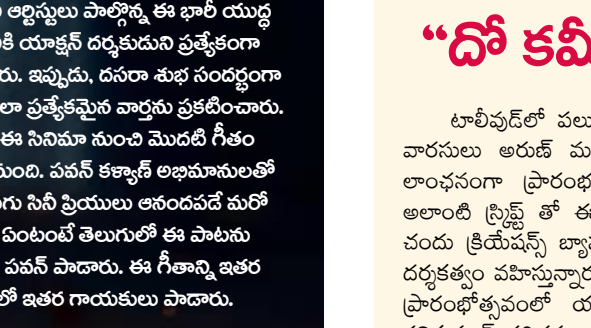 ఆర్టిస్టులు పాల్గొన్న ఈ భారీ యుద్ధ
కి యాక్షన్ దర్శకుడుని ప్రత్యేకంగా
రు. ఇప్పుడు, దసరా శుభ సందర్భంగా
లా ప్రత్యేకమైన వార్తను ప్రకటించారు.
ఈ సినిమా నుంచి మొదటి గీతం
నుంది. పవన్ కళ్యాణ్ అభిమానులతో
గు సినీ ప్రియులు ఆనందపడే మరో
ఏంటంటే తెలుగులో ఈ పాటను
పవన్ పాడారు. ఈ గీతాన్ని ఇతర
లో ఇతర గాయకులు పాడారు.
“దో కమీ
టాలీవుడ్‌లో పలు
వారసులు అరుణ్ మ
లాంఛనంగా ప్రారంభ
అలాంటి స్క్రిప్ట్ తో ఈ
చందు క్రియేషన్స్ బ్యా
దర్శకత్వం వహిస్తున్నార
ప్రారంభోత్సవంలో య